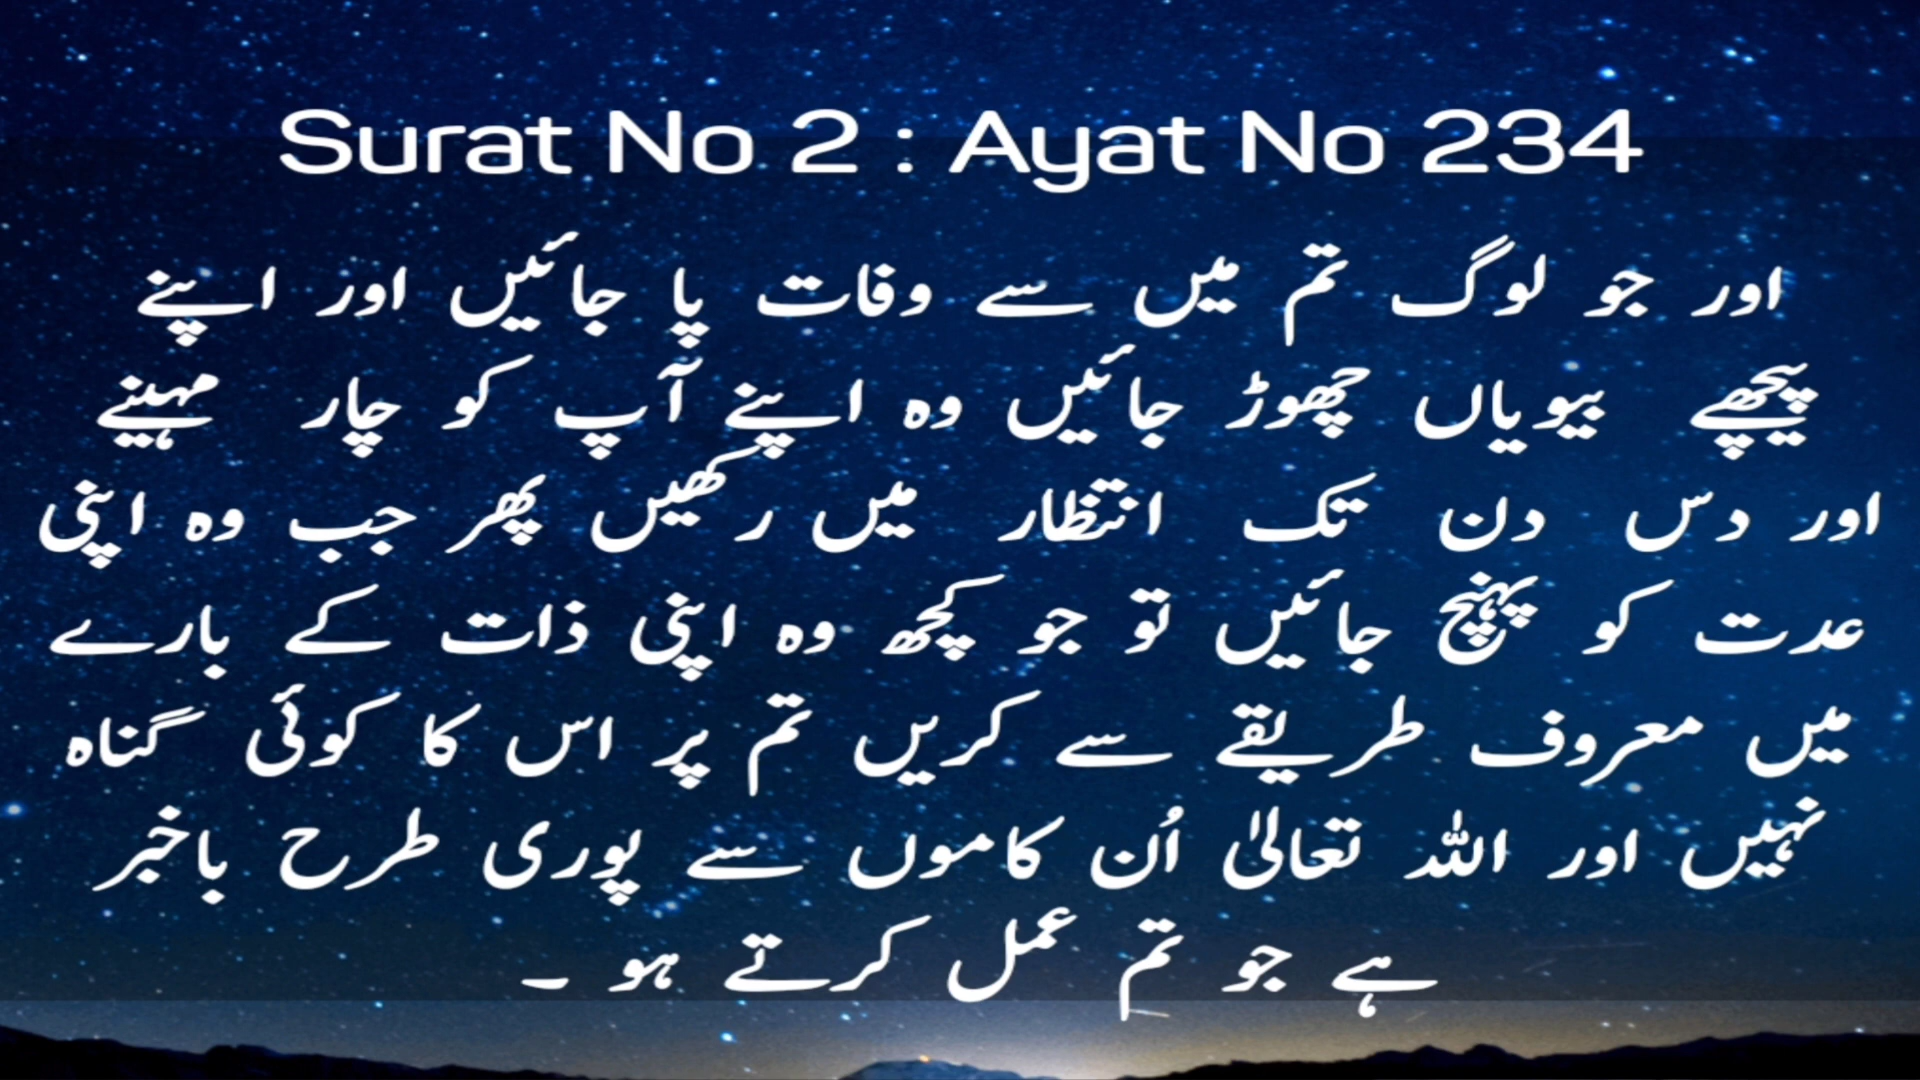 Surat No 2 : Ayat No 234
اور جو لوگ تم میں سے وفات پا جائیں اور اپنے
پیچھے بیویاں چھوڑ جائیں وہ اپنے آپ کو چار مہینے
اور دس دن تک انتظار میں رکھیں پھر جب وہ اپنی
عدت کو پہنچ جائیں تو جو کچھ وہ اپنی ذات کے بارے
میں معروف طریقے سے کریں تم پر اس کا کوئی گناہ
نہیں اور اللہ تعالیٰ اُن کاموں سے پوری طرح باخبر
ہے جو تم عمل کرتے ہو ۔